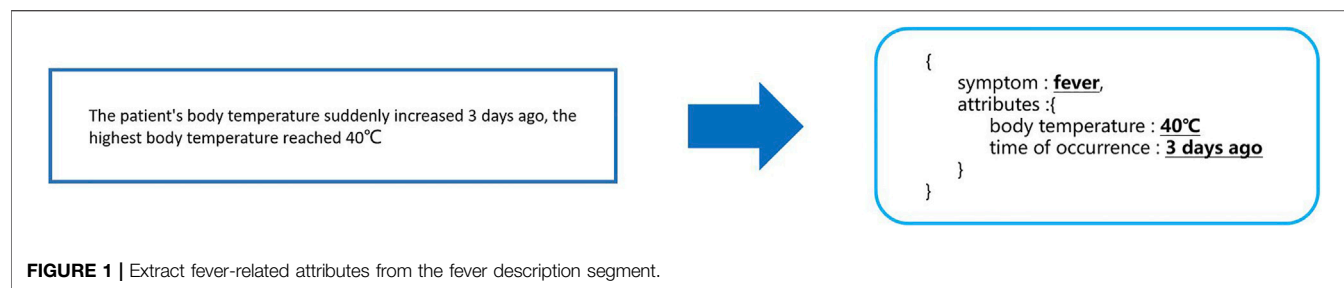 The patient's body temperature suddenly increased 3 days ago, the
highest body temperature reached 40℃
{
symptom : fever,
attributes :{
body temperature : 40℃
time of occurrence : 3 days ago
}
}
FIGURE 1 | Extract fever-related attributes from the fever description segment.